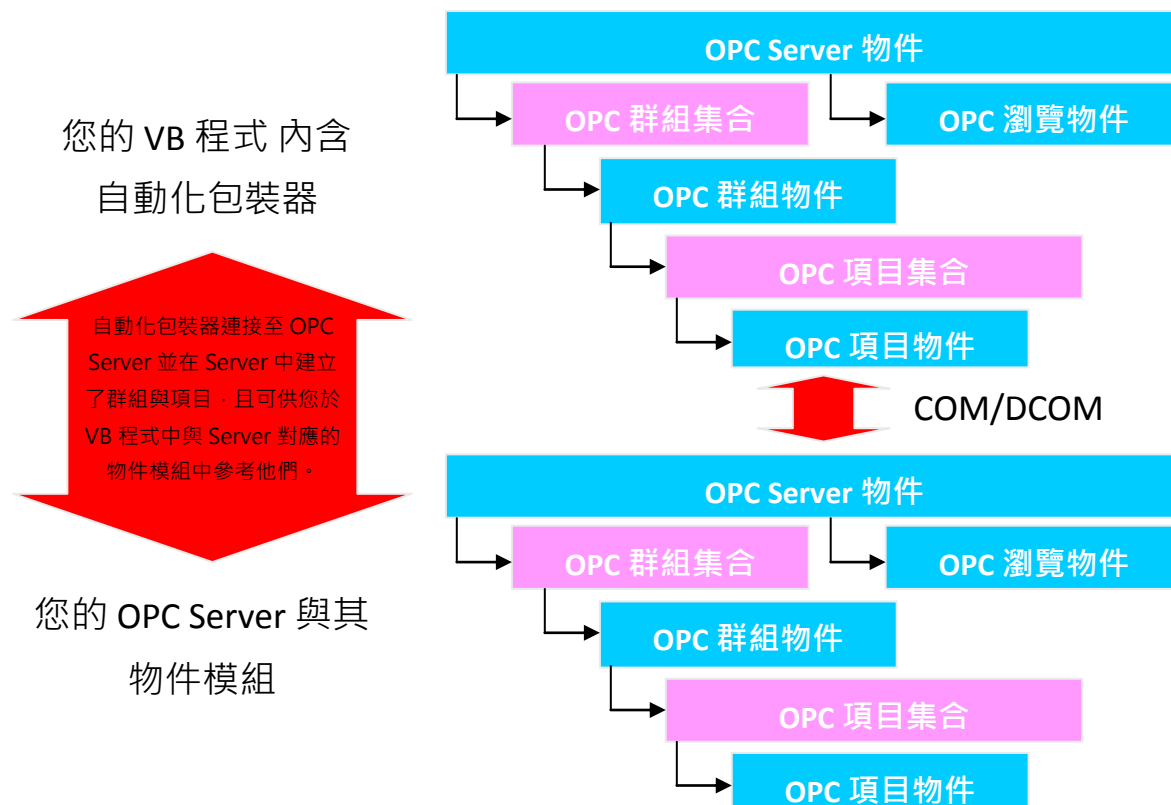 OPC Server 物件
OPC 群組集合
OPC 瀏覽物件
OPC 群組物件
OPC 項目集合
OPC 項目物件
您的 VB 程式 內含
自動化包裝器
自動化包裝器連接至 OPC
Server 並在 Server 中建立
了群組與項目，且可供您於
VB 程式中與 Server 對應的
物件模組中參考他們。
COM/DCOM
您的 OPC Server 與其
物件模組
OPC Server 物件
OPC 群組集合
OPC 瀏覽物件
OPC 群組物件
OPC 項目集合
OPC 項目物件